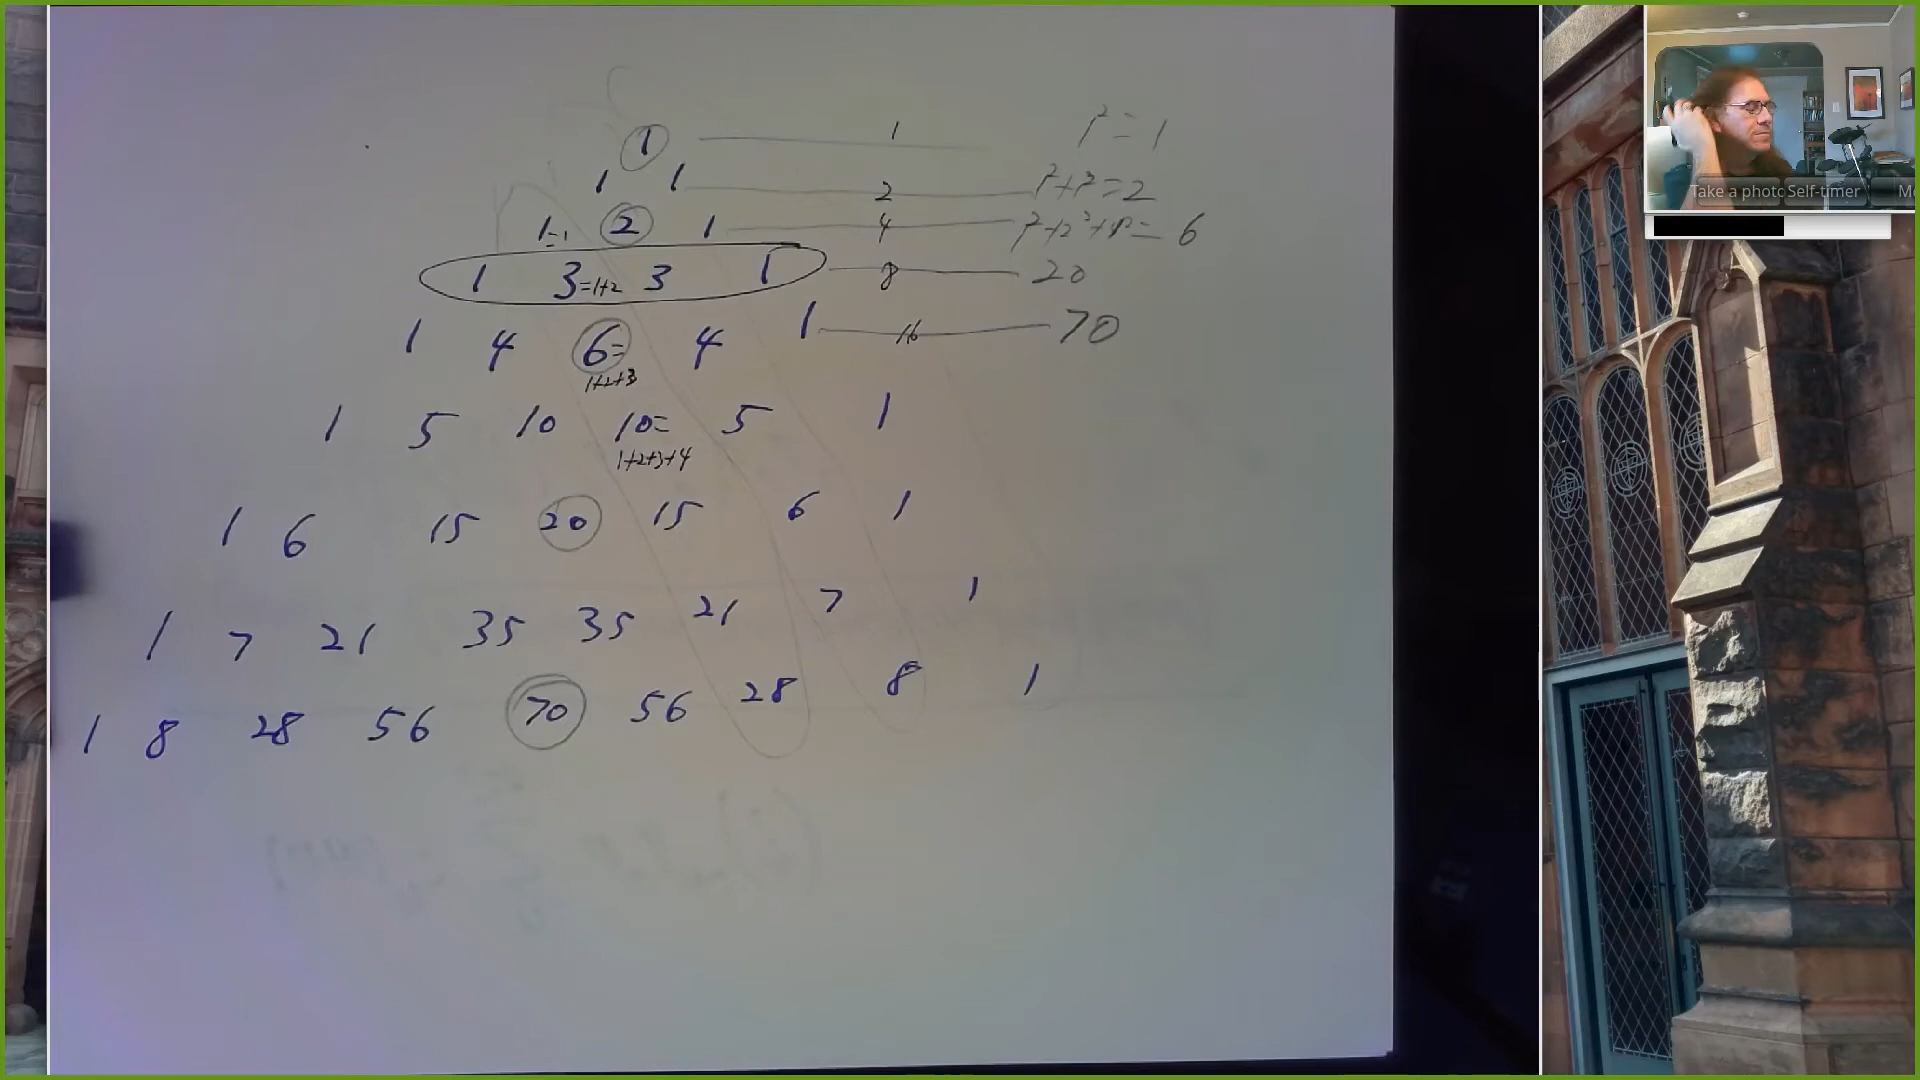 1 1 1² = 1
1 1 2 1²+1²=2
1=1 2 1 4 1²+2²+1²= 6
1 3=1+2 3 1 8 20
1 4 6= 4 1 16 70
1+2+3
1 5 10 10= 5 1
1+2+3+4
1 6 15 20 15 6 1
1 7 21 35 35 21 7 1
1 8 28 56 70 56 28 8 1
Take a photo Self-timer M